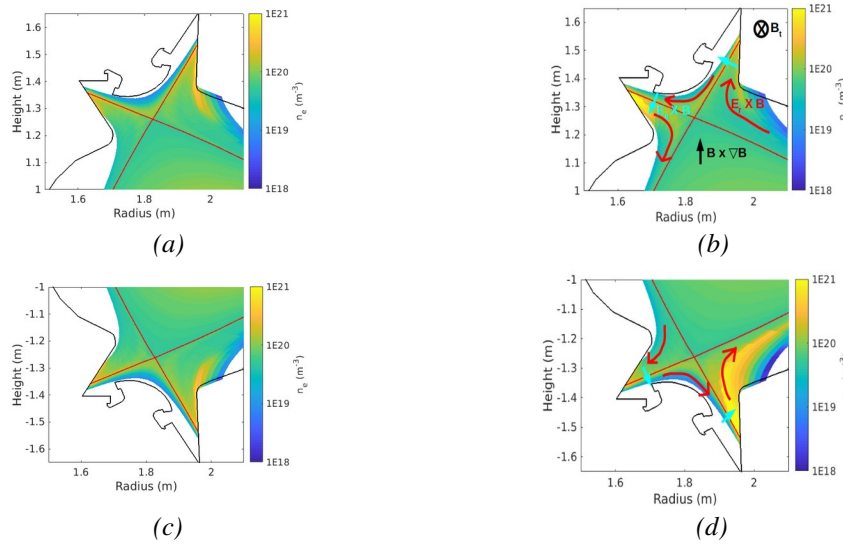 1.6
1.5
1.4
1.3
1.2
1.1
1
Height (m)
1.6
1.8
2
Radius (m)
1E21
1E20
1E19
1E18
n_e (m^-3)
(a)
1.6
1.5
1.4
1.3
1.2
1.1
1
Height (m)
1.6
1.8
2
Radius (m)
B_t
E_r X B
B x ▽B
1E21
1E20
1E19
1E18
(b)
-1
-1.1
-1.2
-1.3
-1.4
-1.5
-1.6
Height (m)
1.6
1.8
2
Radius (m)
1E21
1E20
1E19
1E18
n_e (m^-3)
(c)
-1
-1.1
-1.2
-1.3
-1.4
-1.5
-1.6
Height (m)
1.6
1.8
2
Radius (m)
1E21
1E20
1E19
1E18
(d)